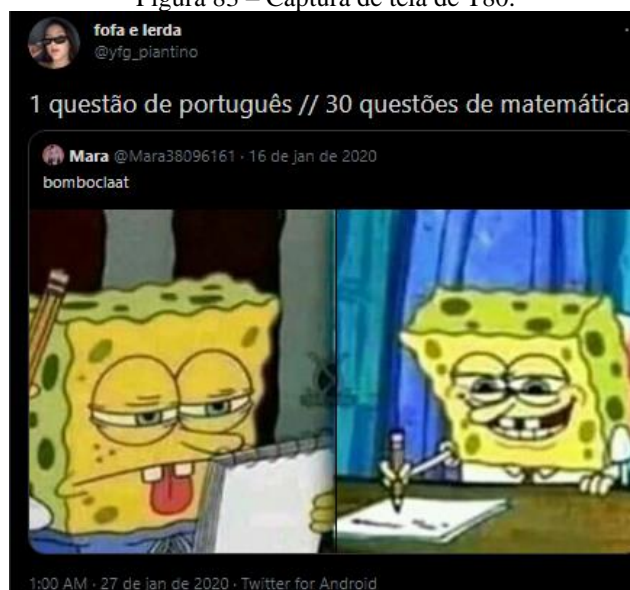 Figura 83 – Captura de tela de T80.
fofa e lerda
@yfg_piantino
1 questão de português // 30 questões de matemática
Mara @Mara38096161 · 16 de jan de 2020
bomboclaat
1:00 AM · 27 de jan de 2020 · Twitter for Android